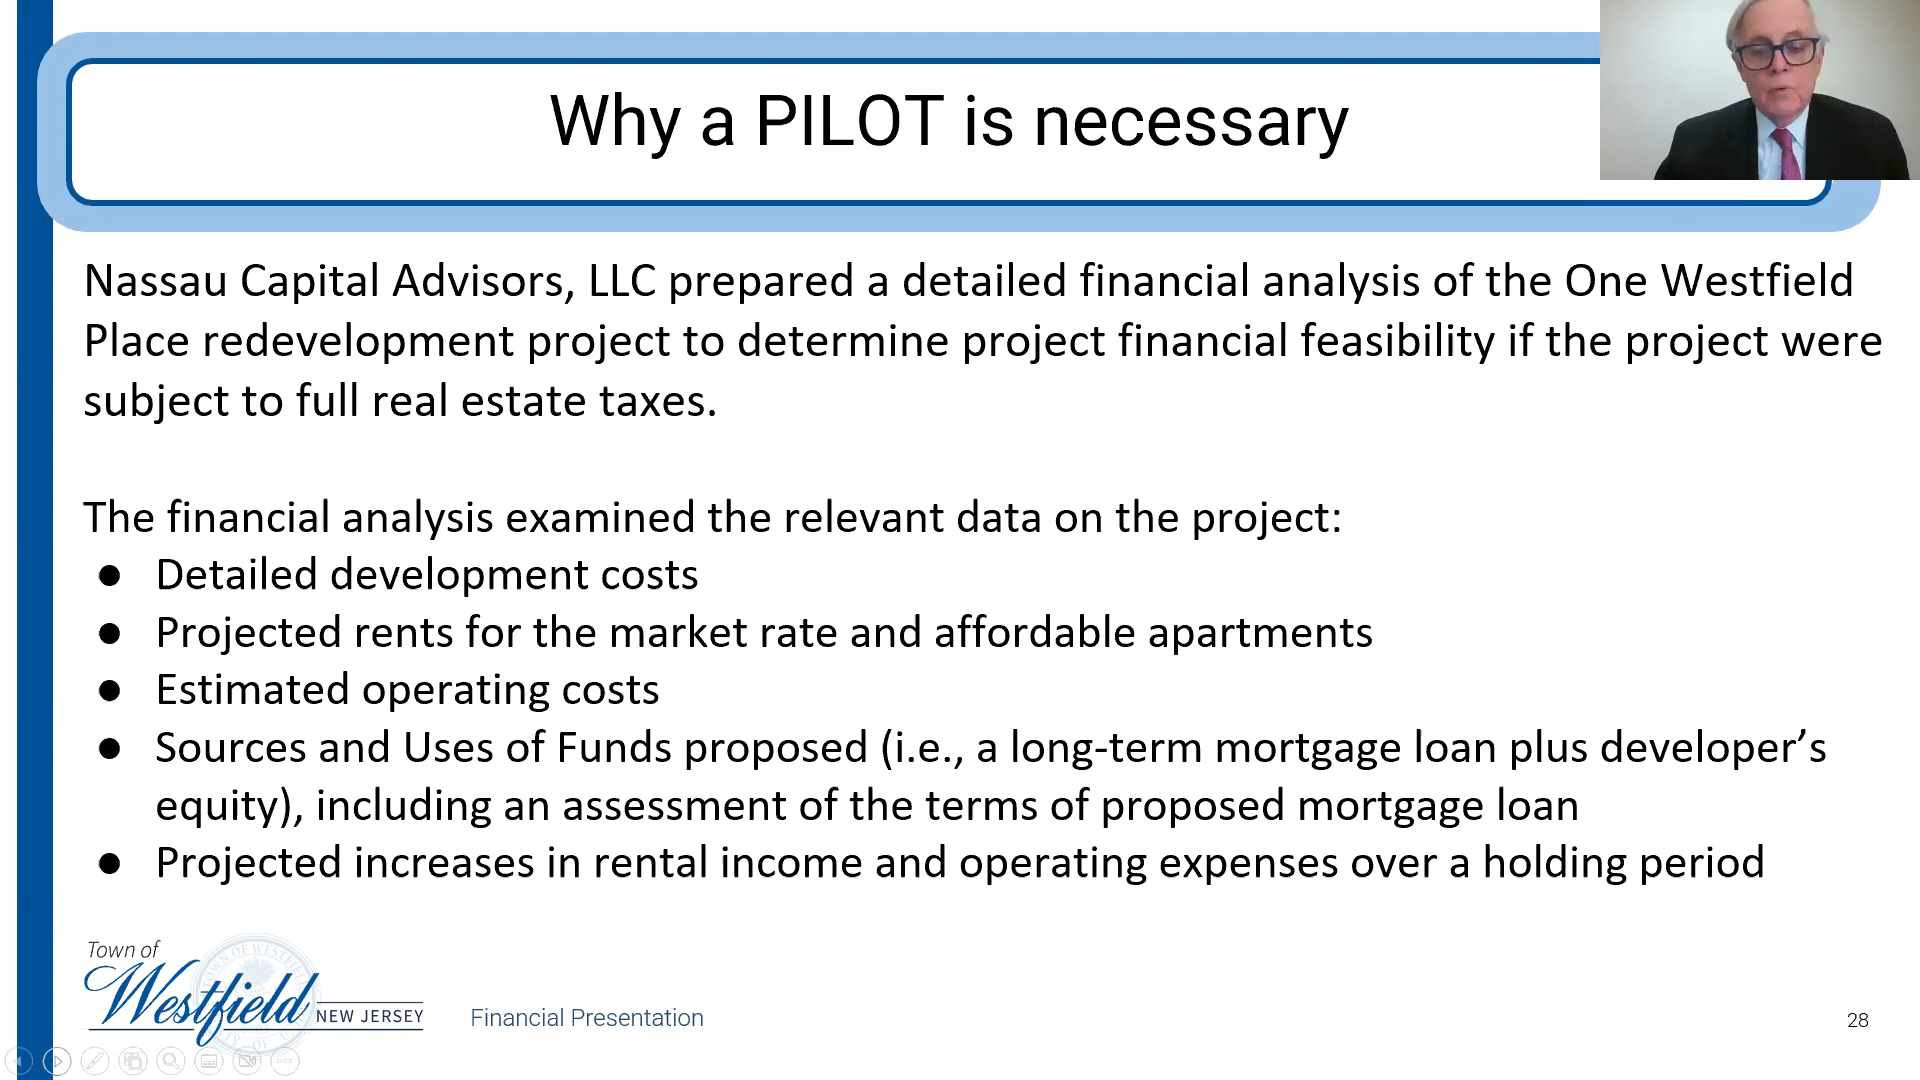 Why a PILOT is necessary
Nassau Capital Advisors, LLC prepared a detailed financial analysis of the One Westfield
Place redevelopment project to determine project financial feasibility if the project were
subject to full real estate taxes.
The financial analysis examined the relevant data on the project:
● Detailed development costs
● Projected rents for the market rate and affordable apartments
● Estimated operating costs
● Sources and Uses of Funds proposed (i.e., a long-term mortgage loan plus developer’s
equity), including an assessment of the terms of proposed mortgage loan
● Projected increases in rental income and operating expenses over a holding period
Town of
Westfield
NEW JERSEY
Financial Presentation
28